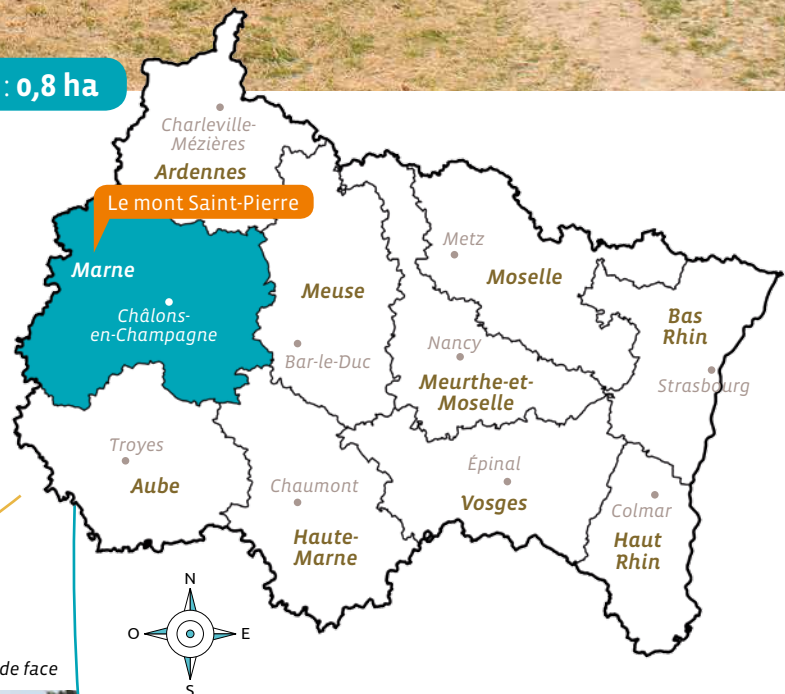 : 0,8 ha
Charleville-
Mézières
Ardennes
Le mont Saint-Pierre
Marne
Châlons-
en-Champagne
Meuse
Bar-le-Duc
Metz
Moselle
Nancy
Meurthe-et-
Moselle
Bas
Rhin
Strasbourg
Troyes
Aube
Chaumont
Haute-
Marne
Épinal
Vosges
Colmar
Haut
Rhin
N
O
E
S
de face